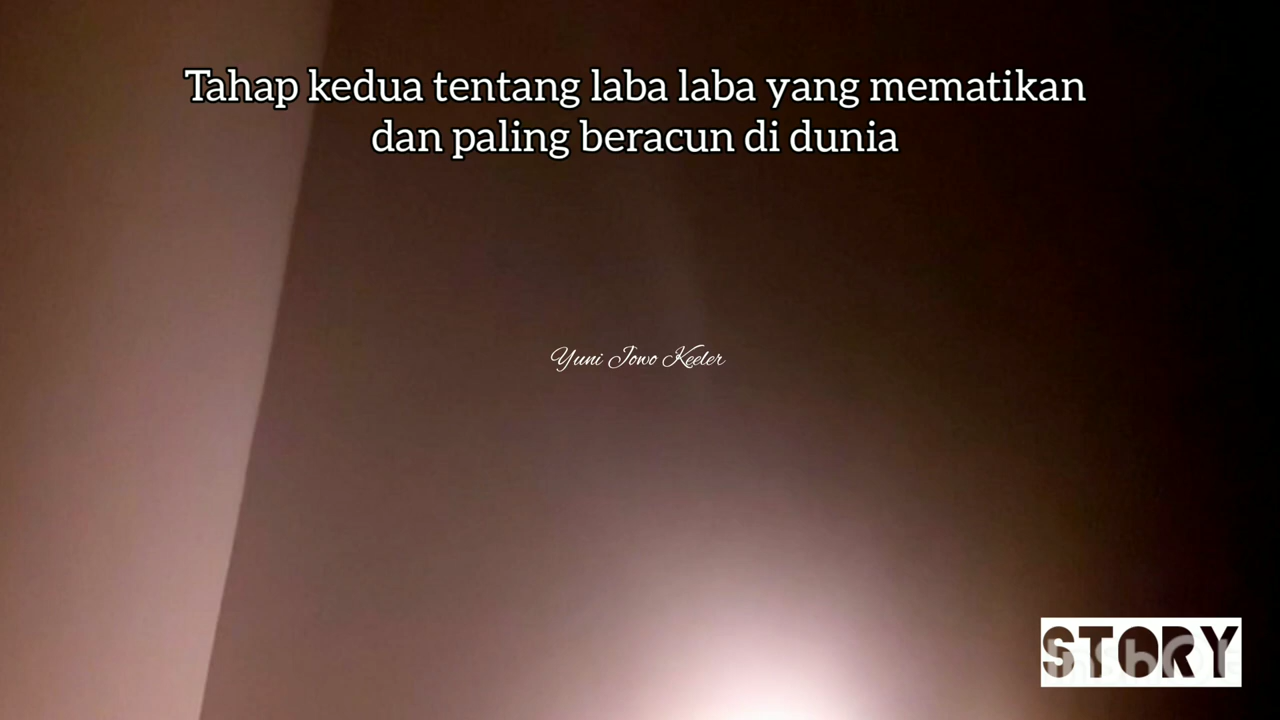 Tahap kedua tentang laba laba yang mematikan
dan paling beracun di dunia
Yuni Jowo Keeler
STORY